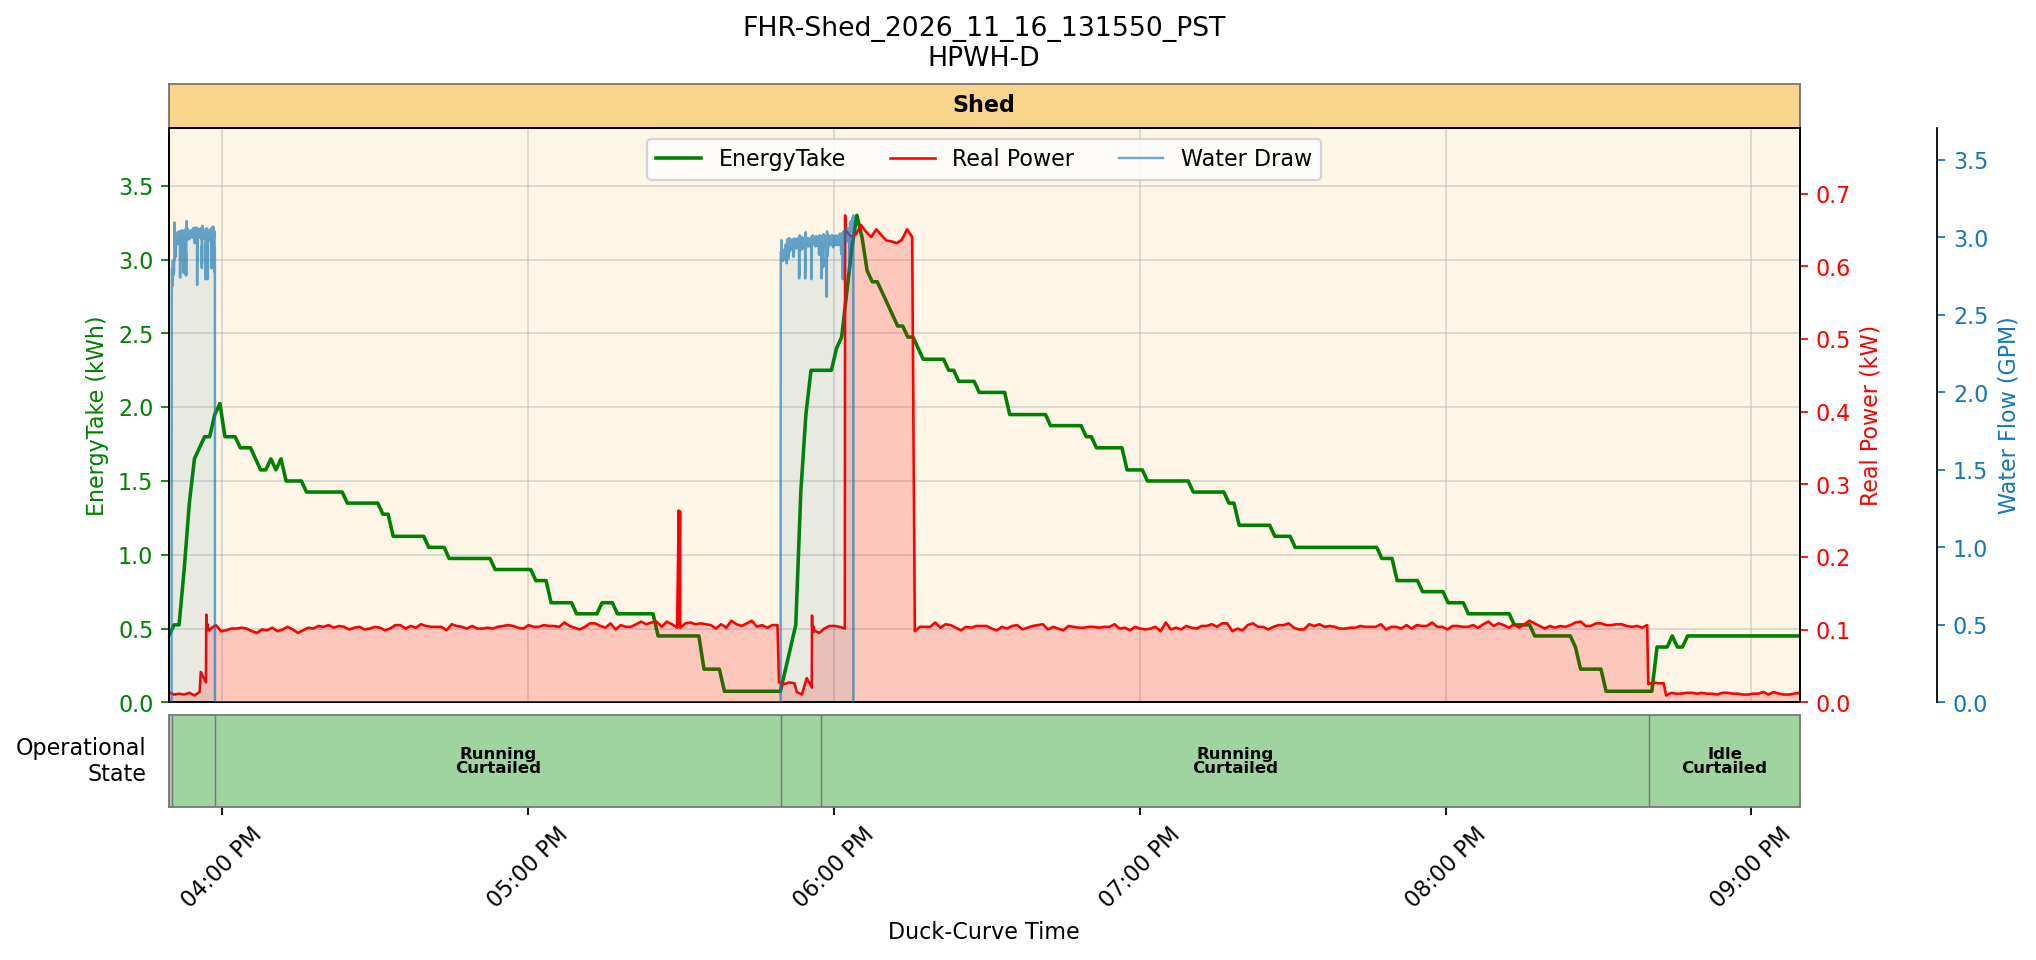 FHR-Shed_2026_11_16_131550_PST
HPWH-D
Shed
EnergyTake
Real Power
Water Draw
EnergyTake (kWh)
3.5
3.0
2.5
2.0
1.5
1.0
0.5
0.0
Real Power (kW)
0.7
0.6
0.5
0.4
0.3
0.2
0.1
0.0
Water Flow (GPM)
3.5
3.0
2.5
2.0
1.5
1.0
0.5
0.0
Operational
State
Running
Curtailed
Running
Curtailed
Idle
Curtailed
04:00 PM
05:00 PM
06:00 PM
07:00 PM
08:00 PM
09:00 PM
Duck-Curve Time